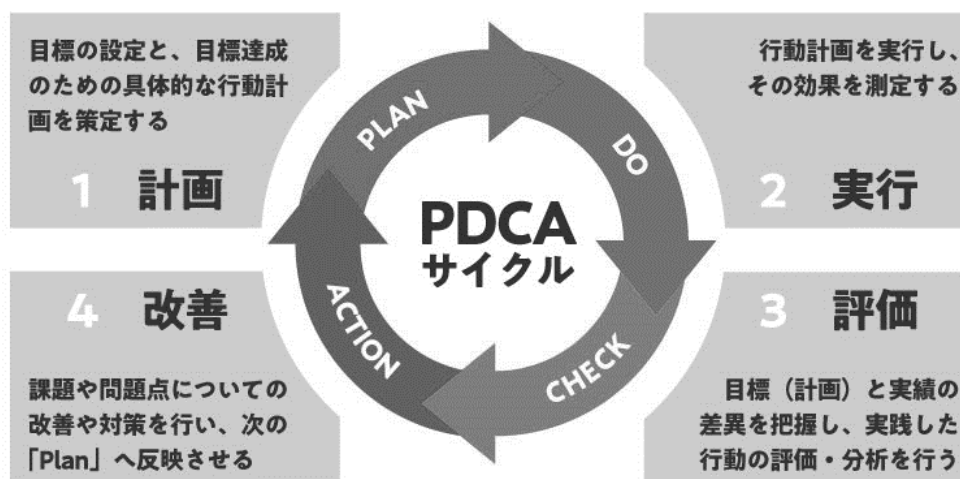 目標の設定と、目標達成
のための具体的な行動計
画を策定する
1 計画
行動計画を実行し、
その効果を測定する
2 実行
PLAN
DO
PDCA
サイクル
ACTION
CHECK
4 改善
課題や問題点についての
改善や対策を行い、次の
「Plan」へ反映させる
3 評価
目標（計画）と実績の
差異を把握し、実践した
行動の評価・分析を行う